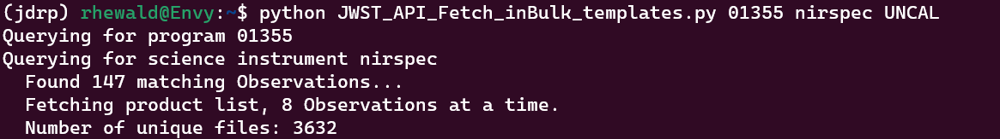 (jdrp) rhewald@Envy:~$ python JWST_API_Fetch_inBulk_templates.py 01355 nirspec UNCAL
Querying for program 01355
Querying for science instrument nirspec
  Found 147 matching Observations...
  Fetching product list, 8 Observations at a time.
  Number of unique files: 3632